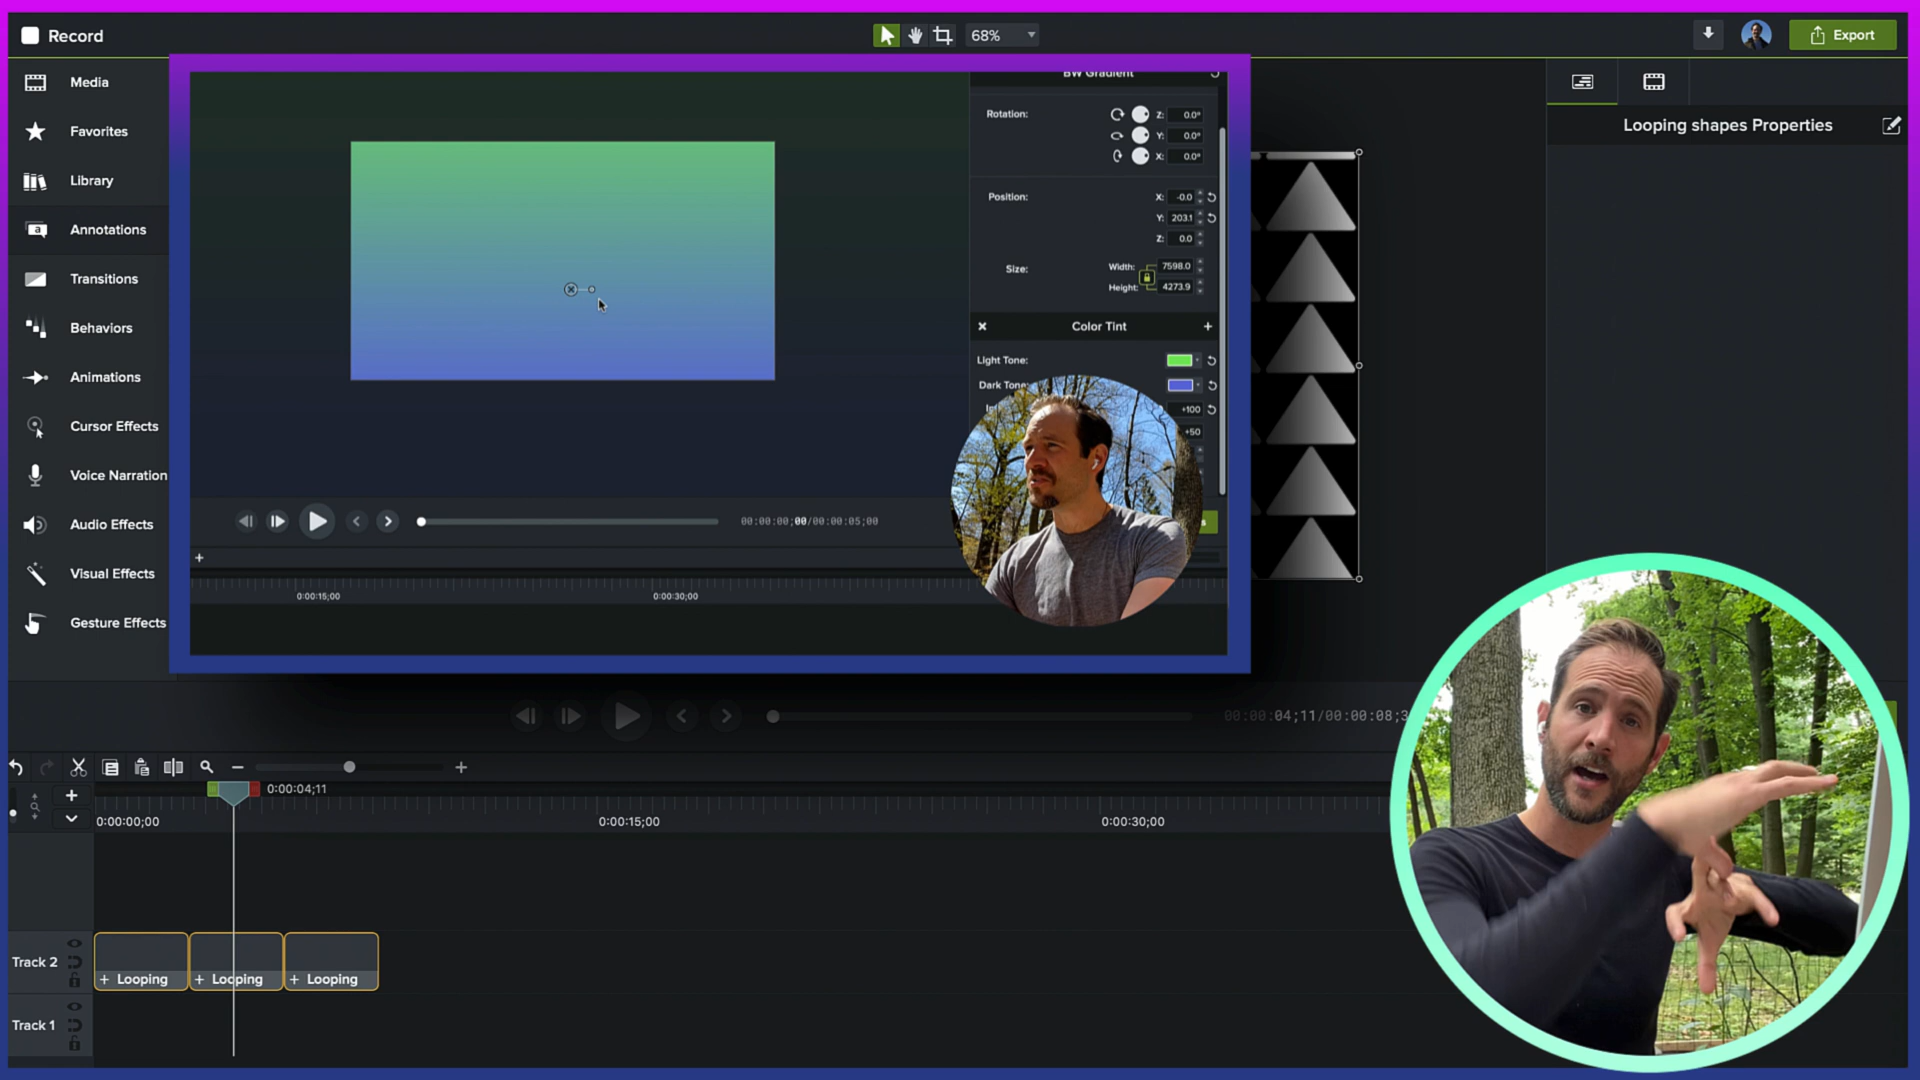 Record
68%
Export
Media
Favorites
Library
Annotations
Transitions
Behaviors
Animations
Cursor Effects
Voice Narration
Audio Effects
Visual Effects
Gesture Effects
BW Gradient
Rotation:
Z: 0.0°
Y: 0.0°
X: 0.0°
Position:
X: -0.0
Y: 203.1
Z: 0.0
Size:
Width: 7598.0
Height: 4273.9
Color Tint
Light Tone:
Dark Tone:
+100
+50
00:00:00;00/00:00:05;00
0:00:15;00
0:00:30;00
Looping shapes Properties
00:00:04;11/00:00:08;3
0:00:04;11
0:00:00;00
0:00:15;00
0:00:30;00
Track 2
+ Looping
+ Looping
+ Looping
Track 1